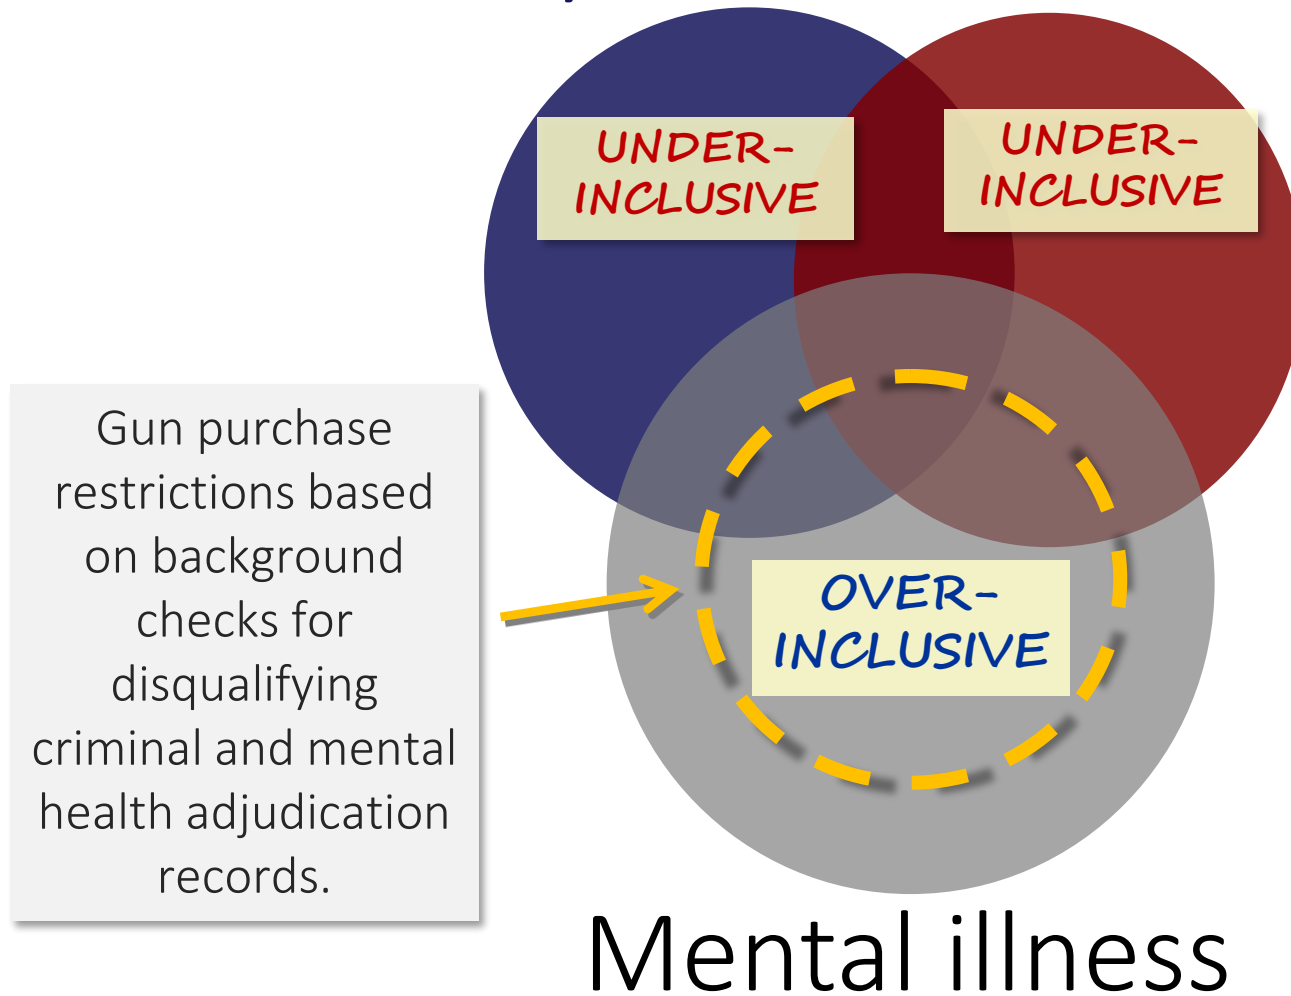 UNDER-
INCLUSIVE
UNDER-
INCLUSIVE
Gun purchase
restrictions based
on background
checks for
disqualifying
criminal and mental
health adjudication
records.
OVER-
INCLUSIVE
Mental illness